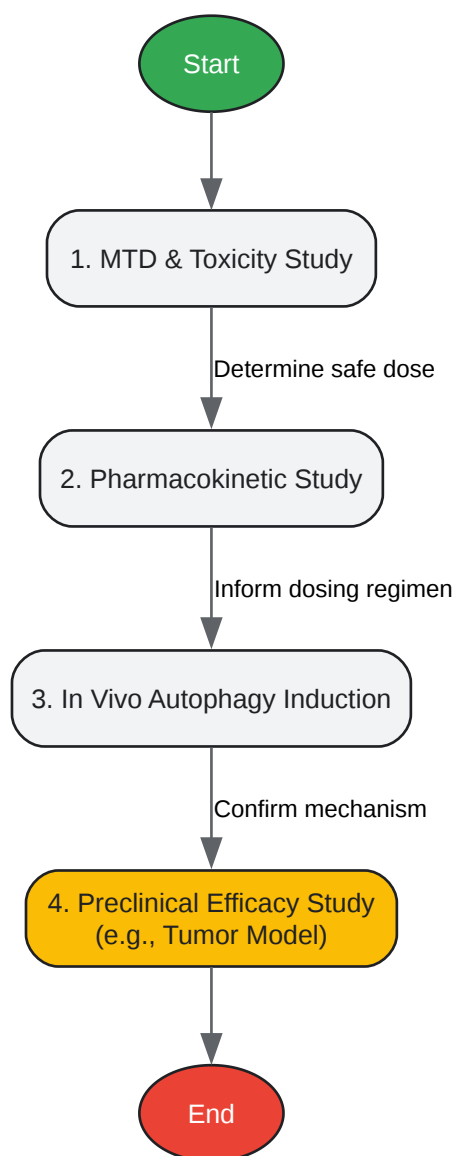 Start
1. MTD & Toxicity Study
Determine safe dose
2. Pharmacokinetic Study
Inform dosing regimen
3. In Vivo Autophagy Induction
Confirm mechanism
4. Preclinical Efficacy Study
(e.g., Tumor Model)
End